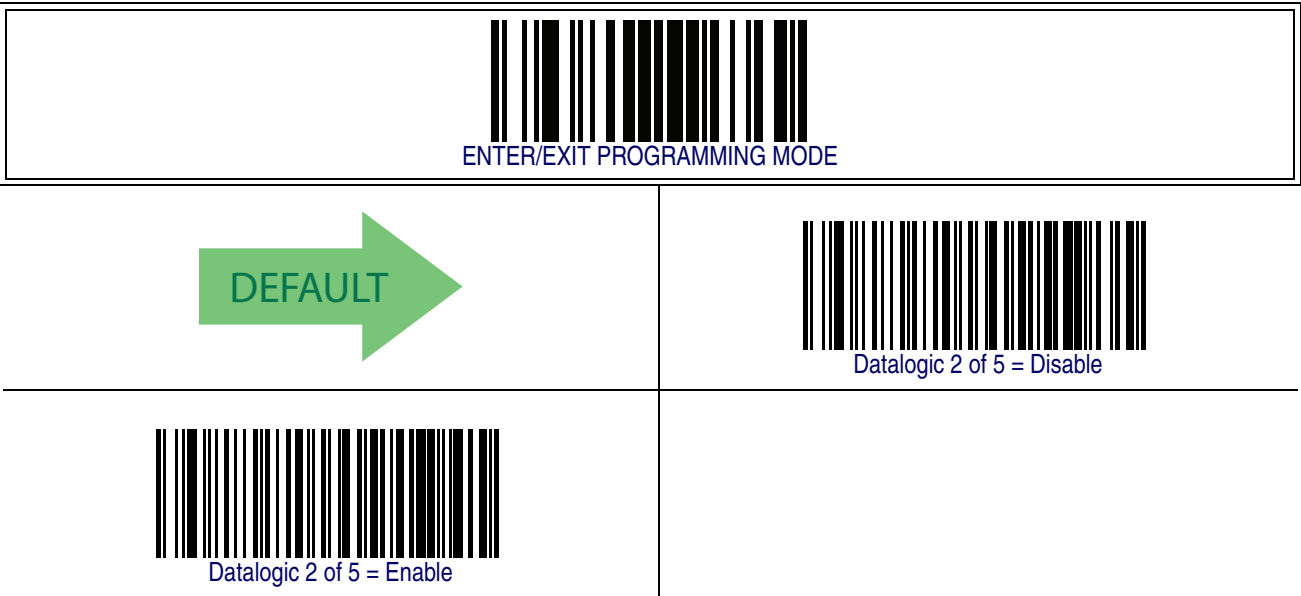 ENTER/EXIT PROGRAMMING MODE
DEFAULT
Datalogic 2 of 5 = Disable
Datalogic 2 of 5 = Enable